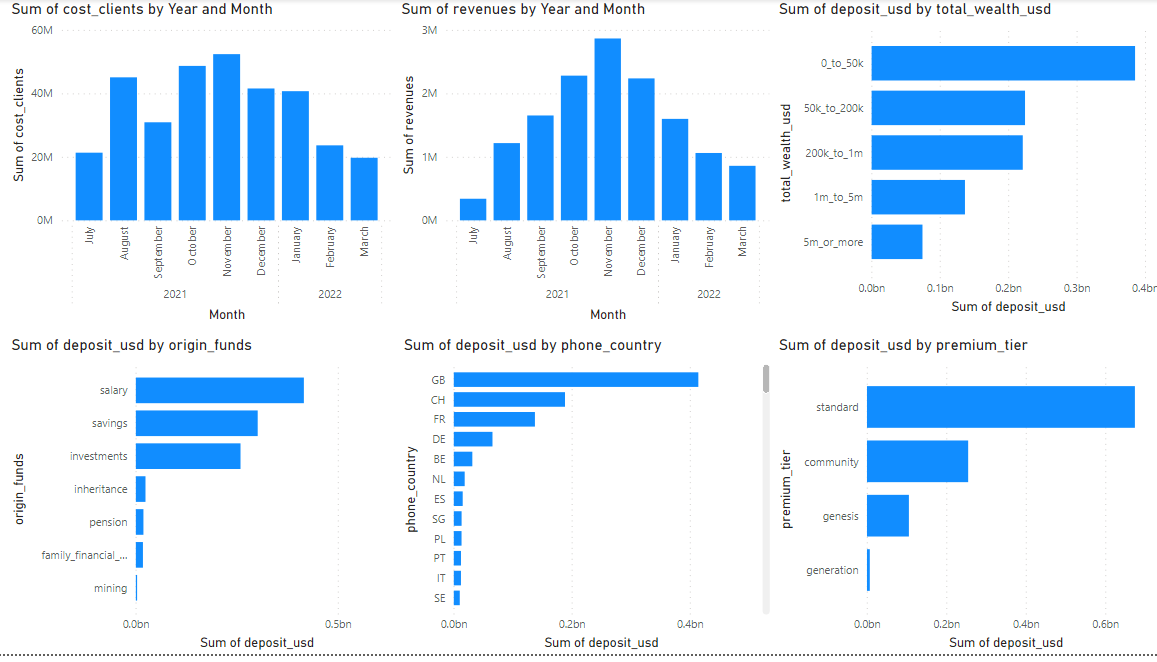 Sum of cost_clients by Year and Month
60M
40M
20M
0M
Sum of cost_clients
July
August
September
October
November
December
January
February
March
2021
2022
Month
Sum of revenues by Year and Month
3M
2M
1M
0M
Sum of revenues
July
August
September
October
November
December
January
February
March
2021
2022
Month
Sum of deposit_usd by total_wealth_usd
total_wealth_usd
0_to_50k
50k_to_200k
200k_to_1m
1m_to_5m
5m_or_more
0.0bn
0.1bn
0.2bn
0.3bn
0.4bn
Sum of deposit_usd
Sum of deposit_usd by origin_funds
origin_funds
salary
savings
investments
inheritance
pension
family_financial_...
mining
0.0bn
0.5bn
Sum of deposit_usd
Sum of deposit_usd by phone_country
phone_country
GB
CH
FR
DE
BE
NL
ES
SG
PL
PT
IT
SE
0.0bn
0.2bn
0.4bn
Sum of deposit_usd
Sum of deposit_usd by premium_tier
premium_tier
standard
community
genesis
generation
0.0bn
0.2bn
0.4bn
0.6bn
Sum of deposit_usd